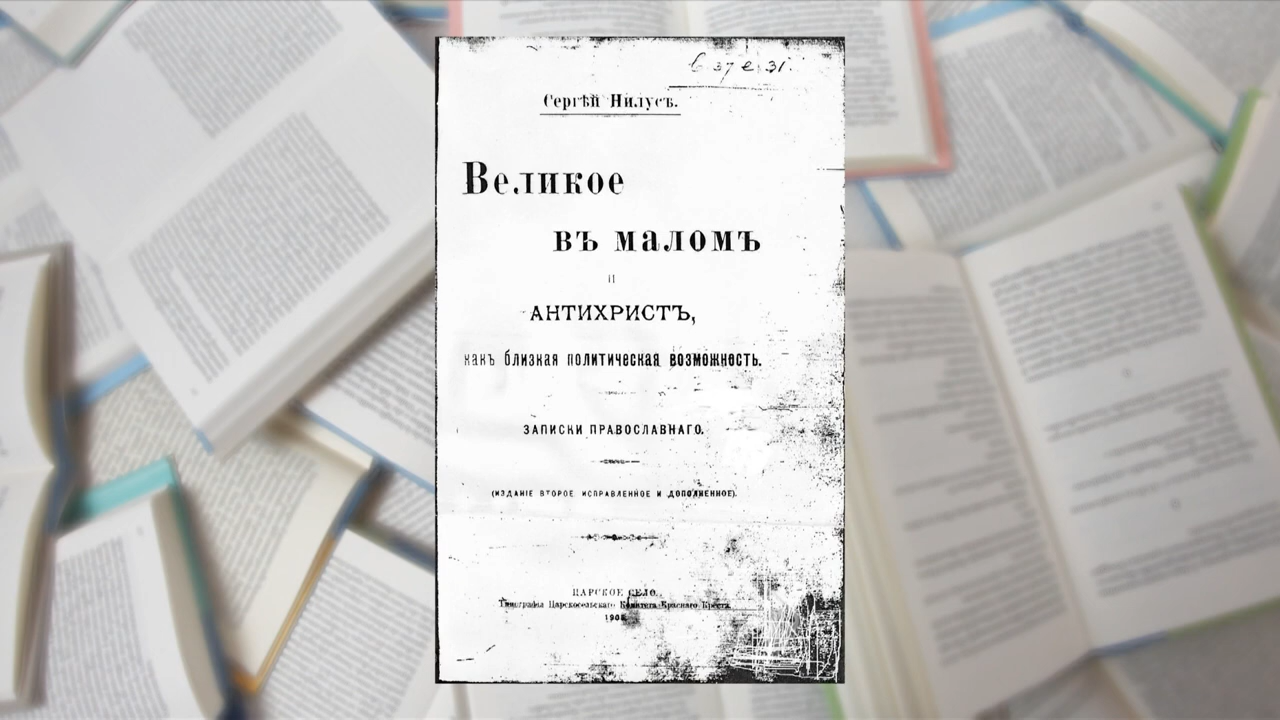 Сергѣй Нилусъ.
Великое
въ маломъ
и
АНТИХРИСТЪ,
какъ близкая политическая возможность.
ЗАПИСКИ ПРАВОСЛАВНАГО.
(ИЗДАНІЕ ВТОРОЕ, ИСПРАВЛЕННОЕ И ДОПОЛНЕННОЕ).
ЦАРСКОЕ СЕЛО.
Типографія Царскосельскаго Комитета Краснаго Креста.